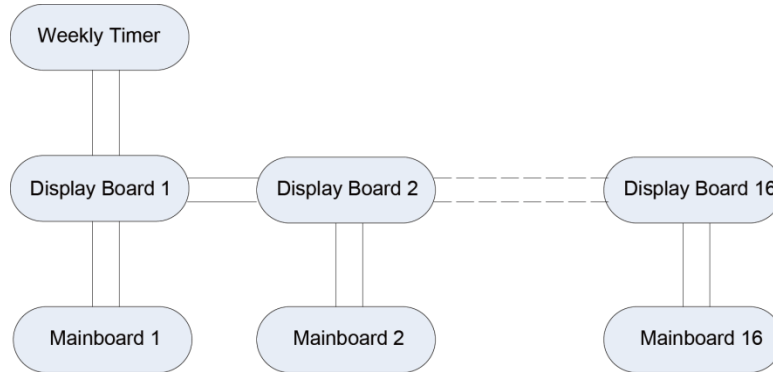 Weekly Timer
Display Board 1
Display Board 2
Display Board 16
Mainboard 1
Mainboard 2
Mainboard 16